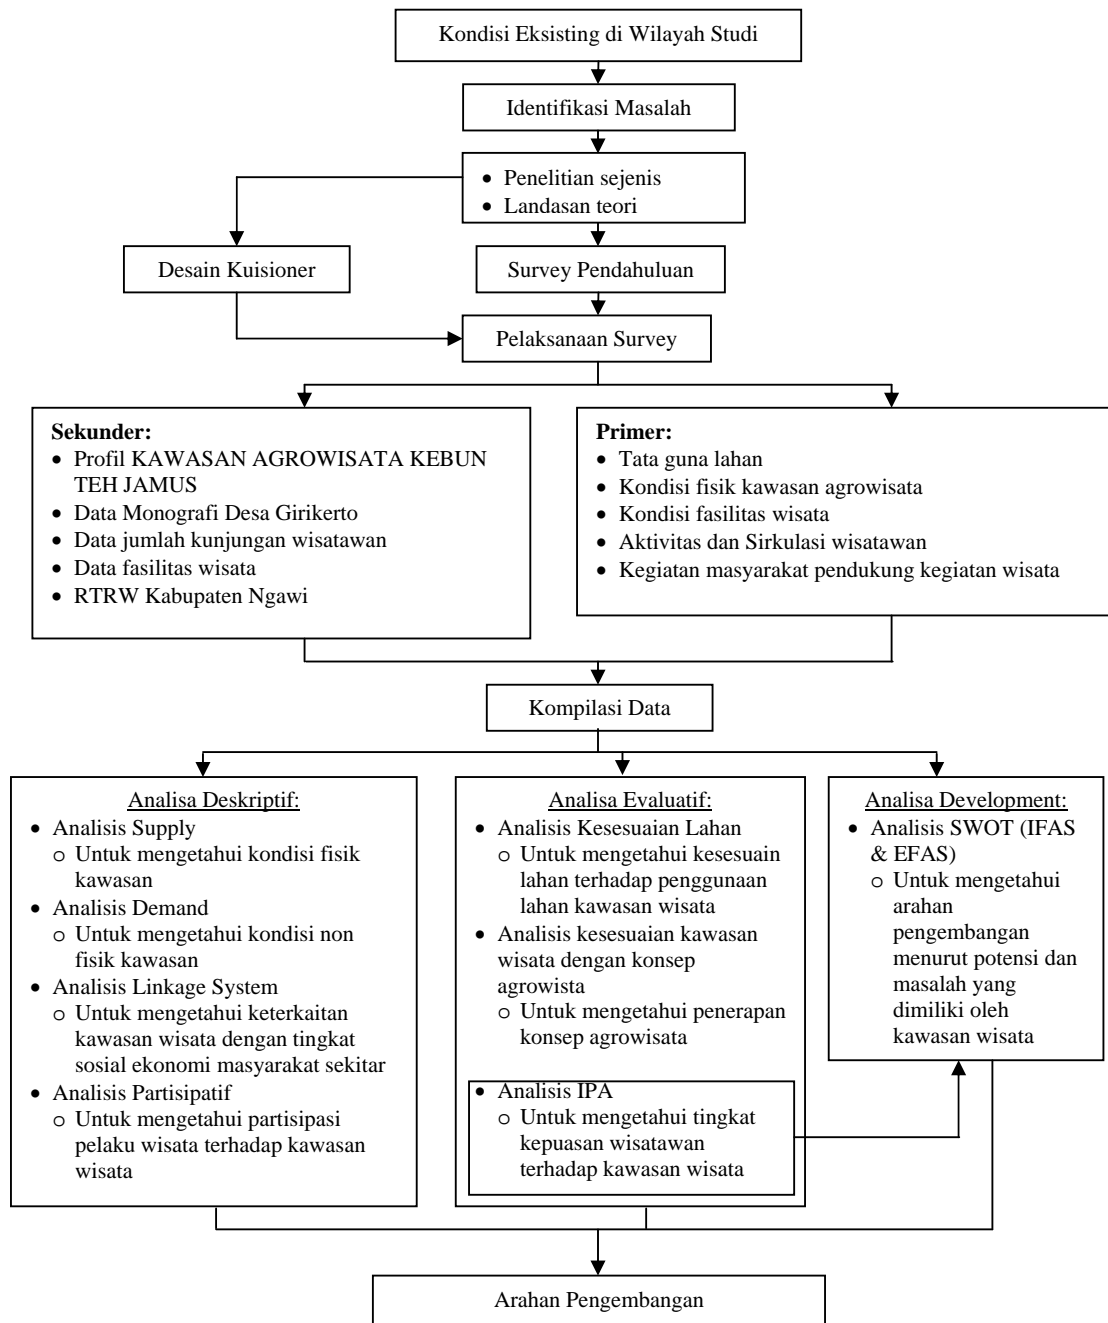 Kondisi Eksisting di Wilayah Studi
Identifikasi Masalah
• Penelitian sejenis
• Landasan teori
Desain Kuisioner
Survey Pendahuluan
Pelaksanaan Survey
Sekunder:
• Profil KAWASAN AGROWISATA KEBUN
TEH JAMUS
• Data Monografi Desa Girikerto
• Data jumlah kunjungan wisatawan
• Data fasilitas wisata
• RTRW Kabupaten Ngawi
Primer:
• Tata guna lahan
• Kondisi fisik kawasan agrowisata
• Kondisi fasilitas wisata
• Aktivitas dan Sirkulasi wisatawan
• Kegiatan masyarakat pendukung kegiatan wisata
Kompilasi Data
Analisa Deskriptif:
• Analisis Supply
o Untuk mengetahui kondisi fisik
kawasan
• Analisis Demand
o Untuk mengetahui kondisi non
fisik kawasan
• Analisis Linkage System
o Untuk mengetahui keterkaitan
kawasan wisata dengan tingkat
sosial ekonomi masyarakat sekitar
• Analisis Partisipatif
o Untuk mengetahui partisipasi
pelaku wisata terhadap kawasan
wisata
Analisa Evaluatif:
• Analisis Kesesuaian Lahan
o Untuk mengetahui kesesuain
lahan terhadap penggunaan
lahan kawasan wisata
• Analisis kesesuaian kawasan
wisata dengan konsep
agrowista
o Untuk mengetahui penerapan
konsep agrowisata
• Analisis IPA
o Untuk mengetahui tingkat
kepuasan wisatawan
terhadap kawasan wisata
Analisa Development:
• Analisis SWOT (IFAS
& EFAS)
o Untuk mengetahui
arahan
pengembangan
menurut potensi dan
masalah yang
dimiliki oleh
kawasan wisata
Arahan Pengembangan